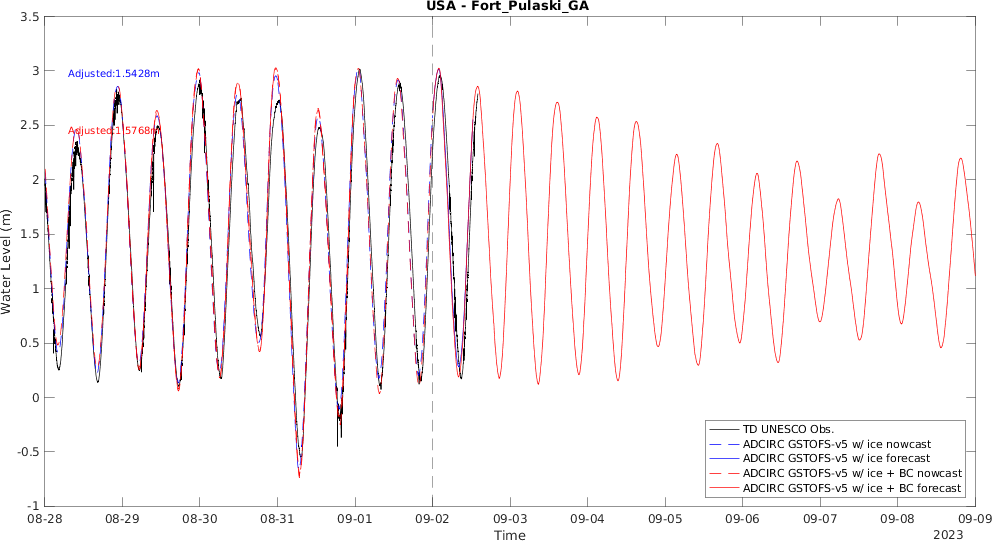 USA - Fort_Pulaski_GA
3.5
3
2.5
2
1.5
1
0.5
0
-0.5
-1
Water Level (m)
Adjusted:1.5428m
Adjusted:1.5768m
TD UNESCO Obs.
ADCIRC GSTOFS-v5 w/ ice nowcast
ADCIRC GSTOFS-v5 w/ ice forecast
ADCIRC GSTOFS-v5 w/ ice + BC nowcast
ADCIRC GSTOFS-v5 w/ ice + BC forecast
08-28 08-29 08-30 08-31 09-01 09-02 09-03 09-04 09-05 09-06 09-07 09-08 09-09
Time
2023